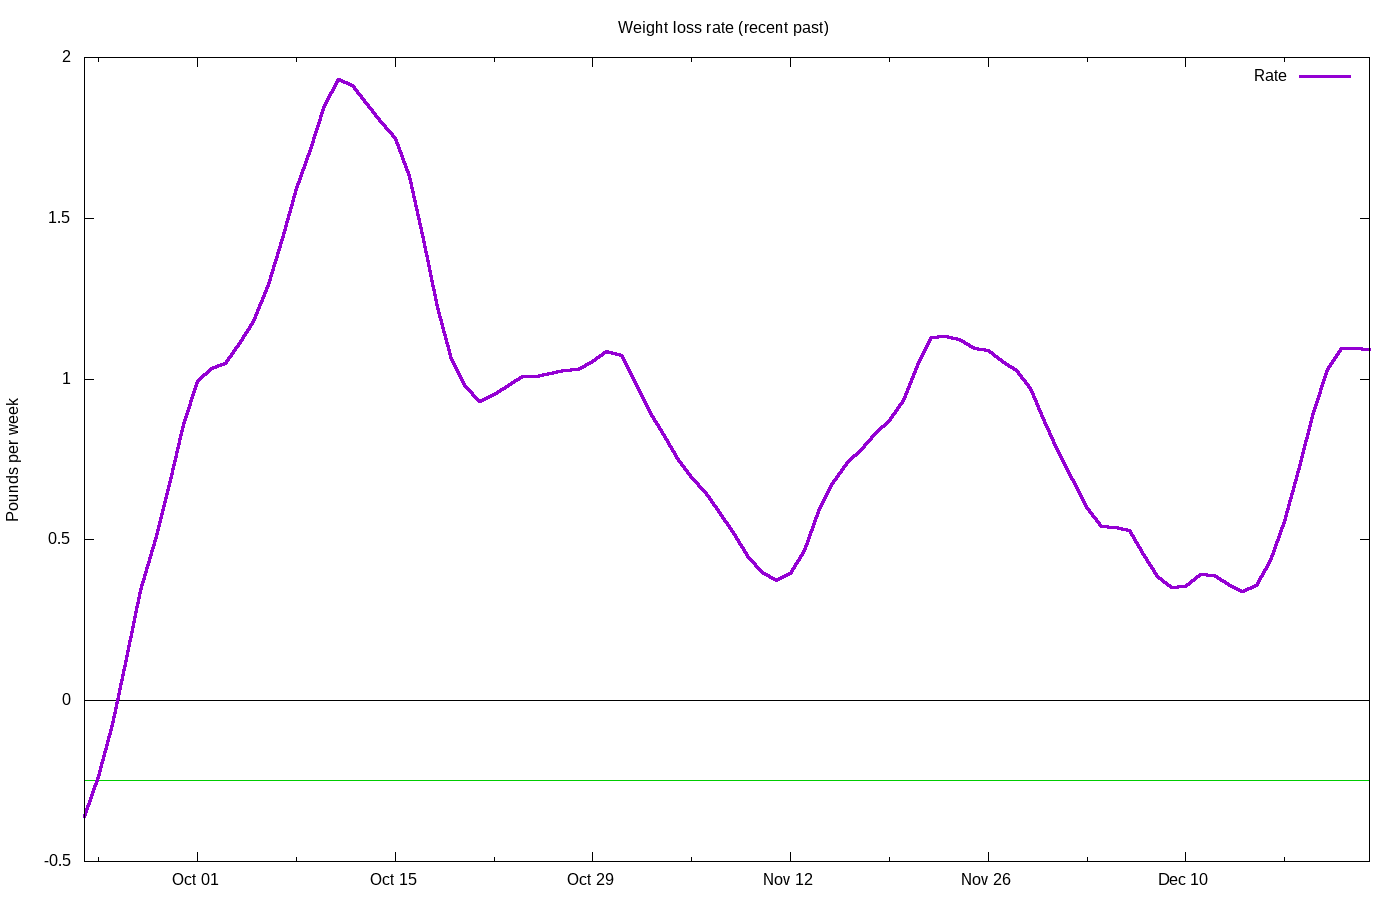 Weight loss rate (recent past)
Rate
2
1.5
1
0.5
0
-0.5
Pounds per week
Oct 01
Oct 15
Oct 29
Nov 12
Nov 26
Dec 10